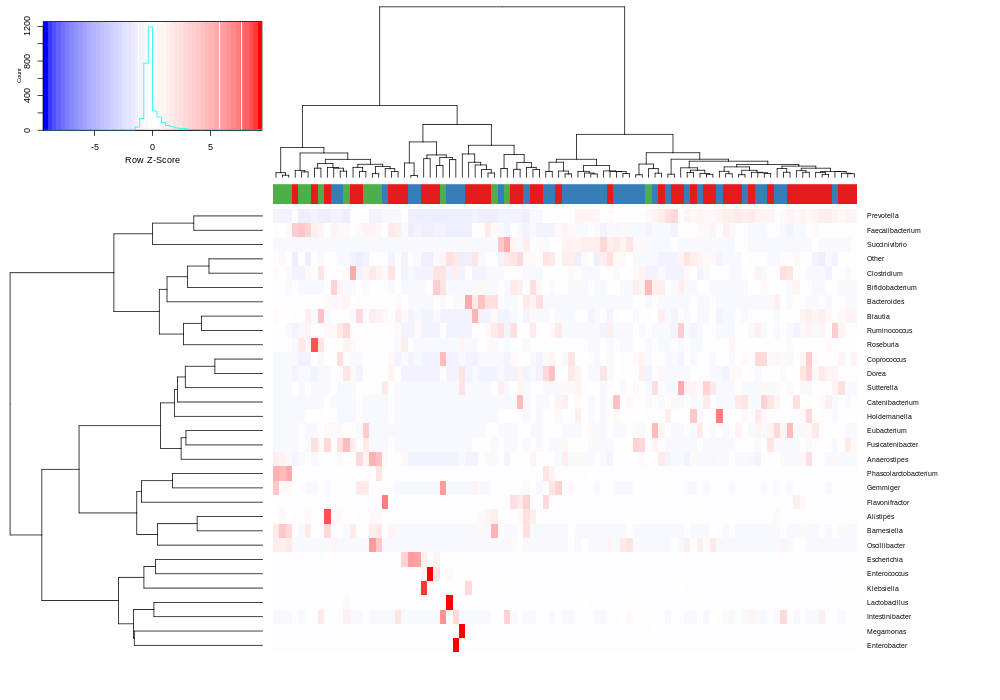 Count
0
400
800
1200
-5
0
5
Row Z-Score
Prevotella
Faecalibacterium
Succinivibrio
Other
Clostridium
Bifidobacterium
Bacteroides
Blautia
Ruminococcus
Roseburia
Coprococcus
Dorea
Sutterella
Catenibacterium
Holdemanella
Eubacterium
Fusicatenibacter
Anaerostipes
Phascolarctobacterium
Gemmiger
Flavonifractor
Alistipes
Barnesiella
Oscillibacter
Escherichia
Enterococcus
Klebsiella
Lactobacillus
Intestinibacter
Megamonas
Enterobacter